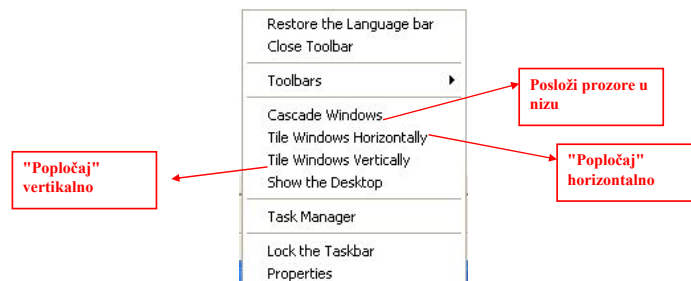 Restore the Language bar
Close Toolbar
Toolbars
Cascade Windows
Tile Windows Horizontally
Tile Windows Vertically
Show the Desktop
Task Manager
Lock the Taskbar
Properties
Posloži prozore u
nizu
"Popločaj"
horizontalno
"Popločaj"
vertikalno